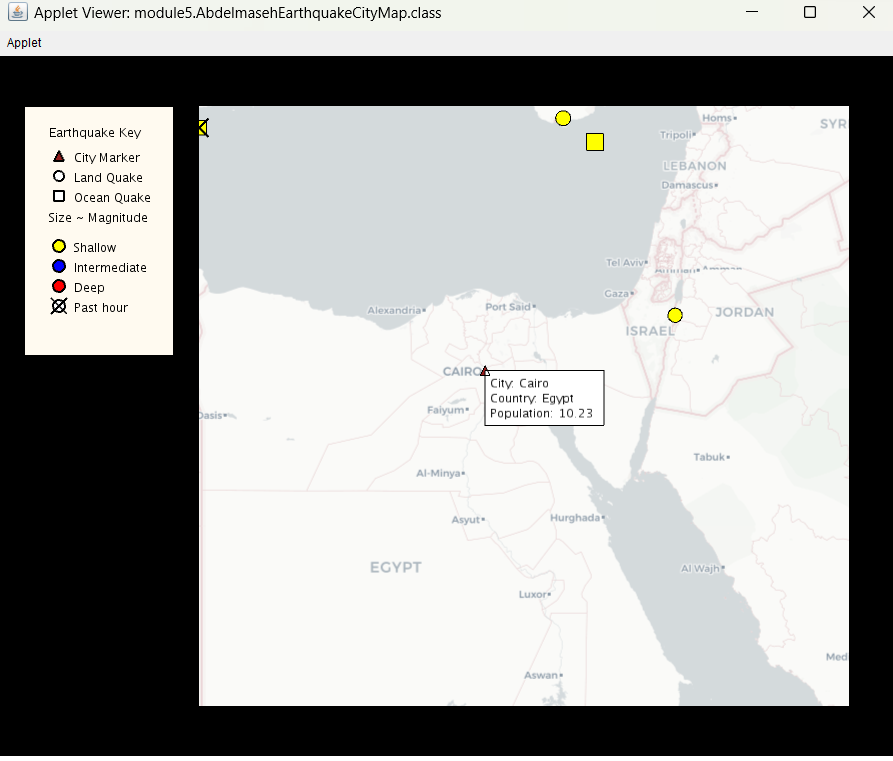 Applet Viewer: module5.AbdelmasehEarthquakeCityMap.class
Applet
Earthquake Key
City Marker
Land Quake
Ocean Quake
Size ~ Magnitude
Shallow
Intermediate
Deep
Past hour
Homs
SYR
Tripoli
LEBANON
Damascus
Tel Aviv
Amman
Gaza
JORDAN
ISRAEL
Alexandria
Port Said
CAIRO
City: Cairo
Country: Egypt
Population: 10.23
Faiyum
Oasis
Tabuk
Al-Minya
Asyut
Hurghada
EGYPT
Al Wajh
Luxor
Med
Aswan